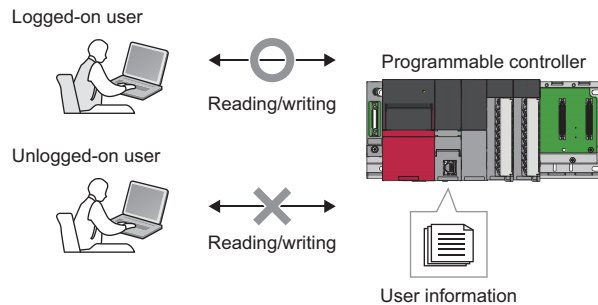 Logged-on user
Programmable controller
Reading/writing
Unlogged-on user
Reading/writing
User information